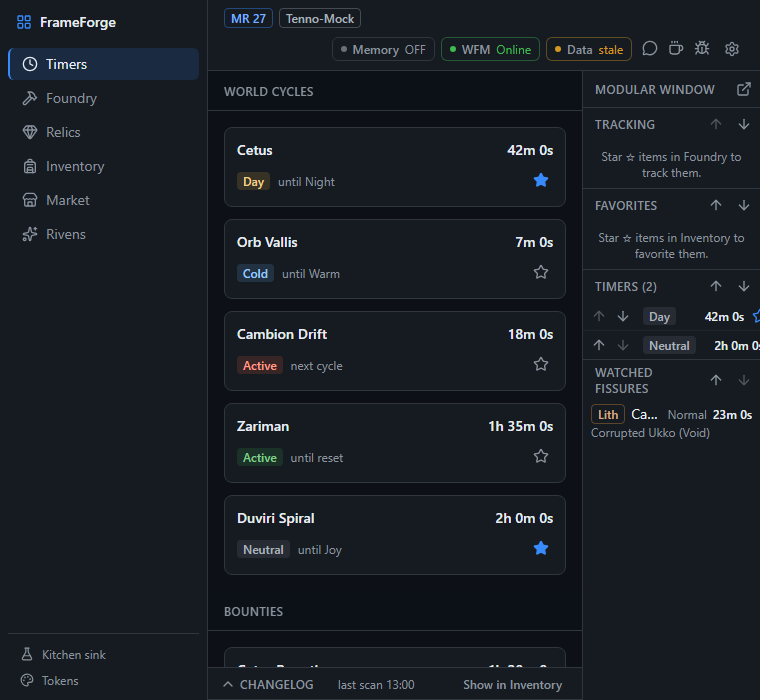 FrameForge
Timers
Foundry
Relics
Inventory
Market
Rivens
Kitchen sink
Tokens
MR 27
Tenno-Mock
Memory OFF
WFM Online
Data stale
WORLD CYCLES
Cetus 42m 0s
Day until Night
Orb Vallis 7m 0s
Cold until Warm
Cambion Drift 18m 0s
Active next cycle
Zariman 1h 35m 0s
Active until reset
Duviri Spiral 2h 0m 0s
Neutral until Joy
BOUNTIES
CHANGELOG last scan 13:00 Show in Inventory
MODULAR WINDOW
TRACKING
Star ☆ items in Foundry to
track them.
FAVORITES
Star ☆ items in Inventory to
favorite them.
TIMERS (2)
Day 42m 0s
Neutral 2h 0m 0s
WATCHED
FISSURES
Lith Ca... Normal 23m 0s
Corrupted Ukko (Void)